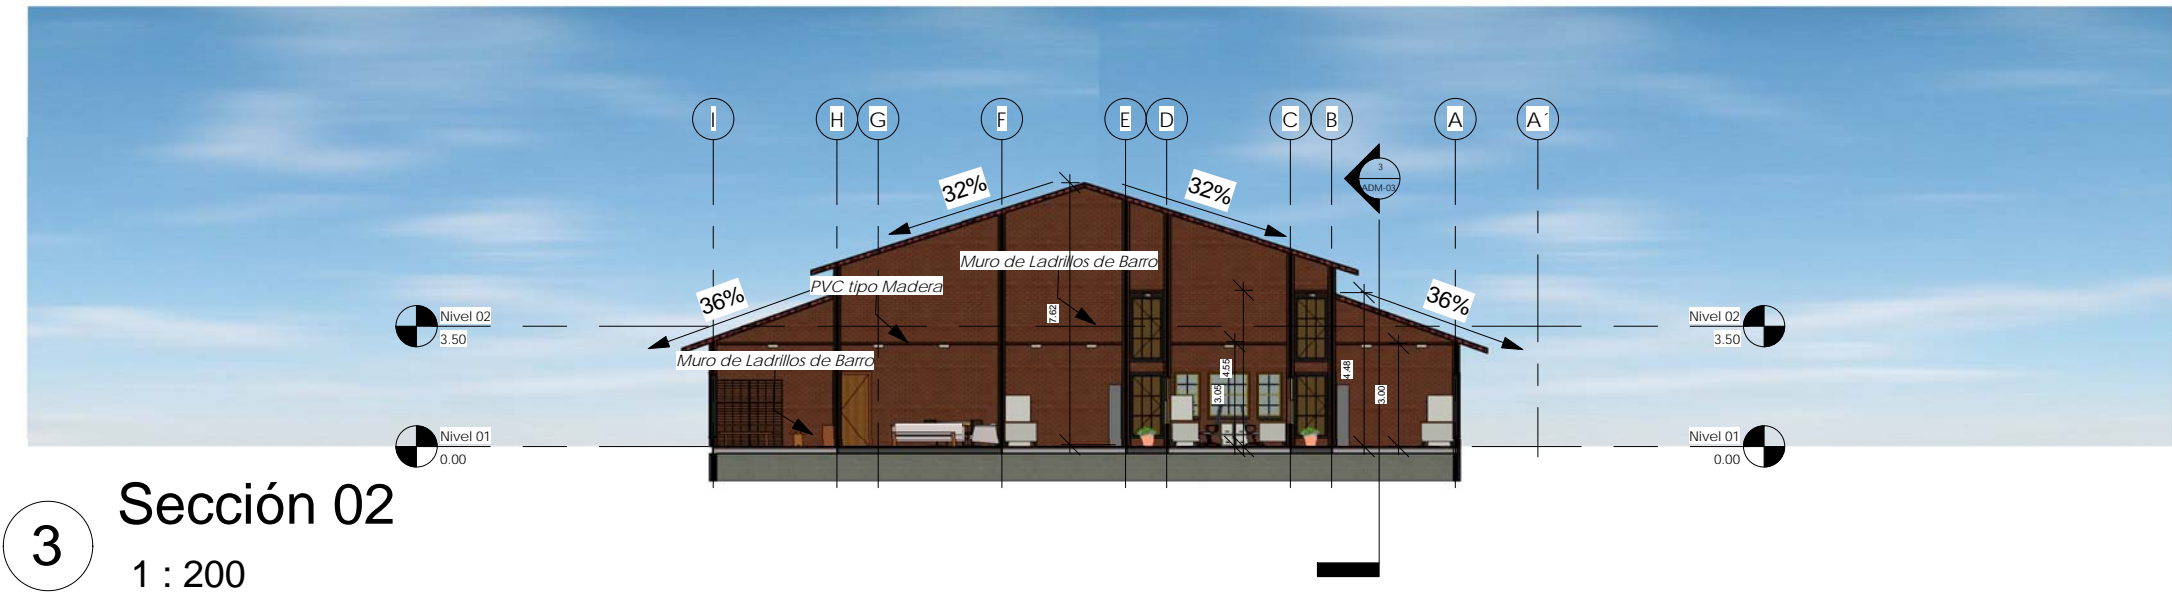 I H G F E D C B A A´
3
ADM-03
32% 32%
Muro de Ladrillos de Barro
PVC tipo Madera
36% 36%
Nivel 02
3.50
Nivel 02
3.50
7.62
Muro de Ladrillos de Barro
4.55
4.48
3.05
3.00
Nivel 01
0.00
Nivel 01
0.00
3
Sección 02
1 : 200